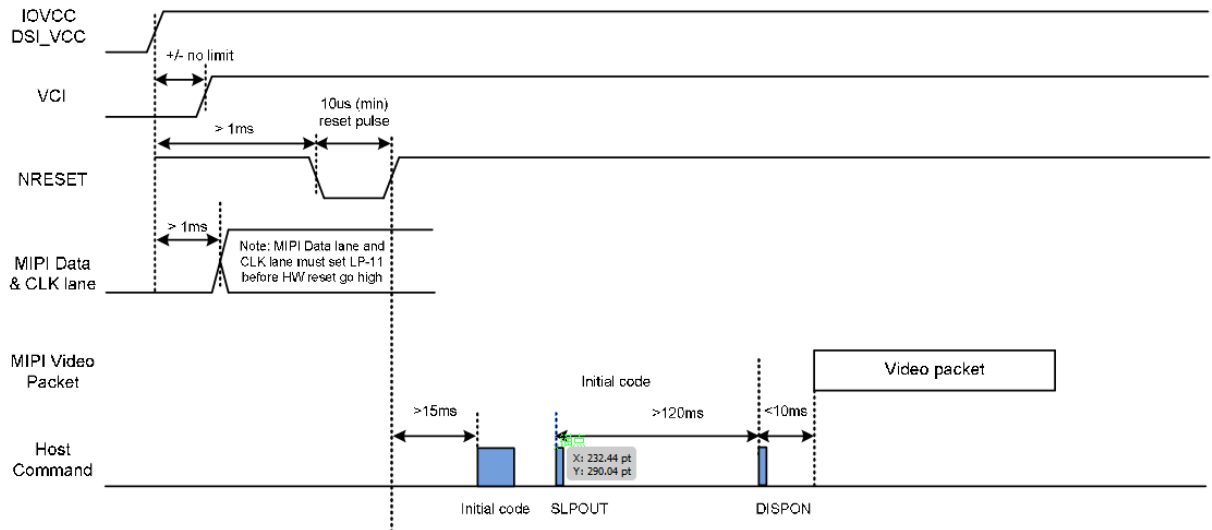 IOVCC
DSI_VCC
+/- no limit
VCI
10us (min)
reset pulse
> 1ms
NRESET
> 1ms
Note: MIPI Data lane and
CLK lane must set LP-11
before HW reset go high
MIPI Data
& CLK lane
MIPI Video
Packet
Video packet
Initial code
>15ms
>120ms
<10ms
锚点
Host
Command
X: 232.44 pt
Y: 290.04 pt
Initial code
SLPOUT
DISPON